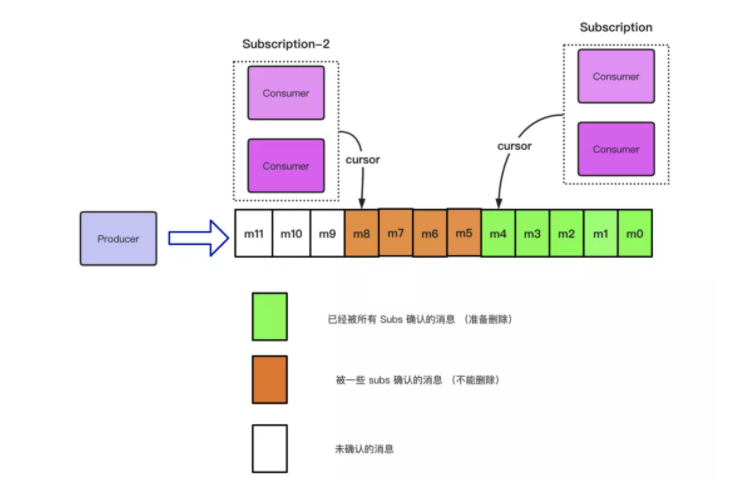 Subscription
Subscription-2
Consumer
Consumer
Consumer
Consumer
cursor
cursor
Producer
m11 m10 m9 m8 m7 m6 m5 m4 m3 m2 m1 m0
已经被所有 Subs 确认的消息 （准备删除）
被一些 subs 确认的消息 （不能删除）
未确认的消息